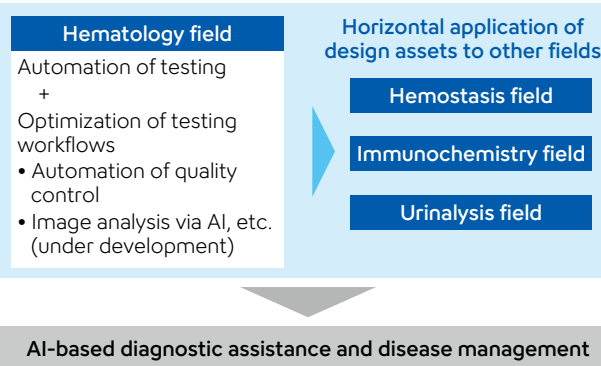 Hematology field
Automation of testing
+
Optimization of testing
workflows
• Automation of quality
control
• Image analysis via AI, etc.
(under development)
Horizontal application of
design assets to other fields
Hemostasis field
Immunochemistry field
Urinalysis field
AI-based diagnostic assistance and disease management